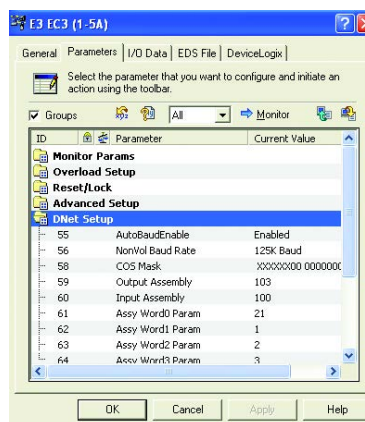 E3 EC3 (1-5A)
General Parameters I/O Data EDS File DeviceLogix
Select the parameter that you want to configure and initiate an
action using the toolbar.
Groups All Monitor
ID Parameter Current Value
Monitor Params
Overload Setup
Reset/Lock
Advanced Setup
DNet Setup
55 AutoBaudEnable Enabled
56 NonVol Baud Rate 125K Baud
58 COS Mask XXXXXX00 0000000
59 Output Assembly 103
60 Input Assembly 100
61 Assy Word0 Param 21
62 Assy Word1 Param 1
63 Assy Word2 Param 2
64 Assy Word3 Param 3
OK Cancel Apply Help